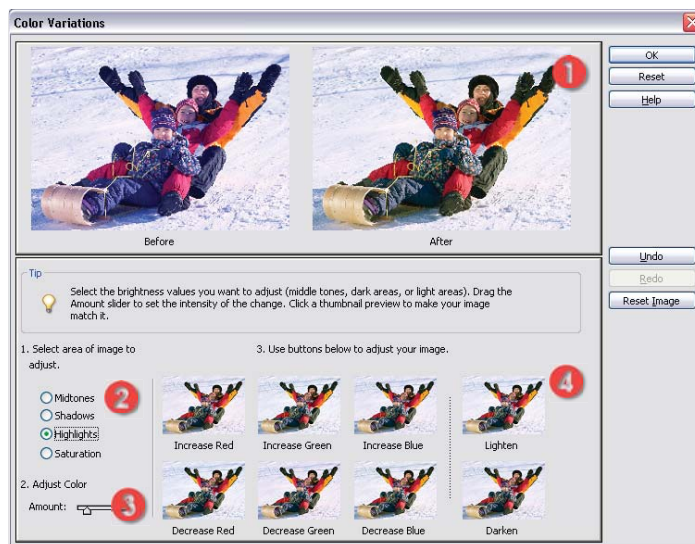 Color Variations
1
OK
Reset
Help
Before
After
Undo
Redo
Reset Image
Tip
Select the brightness values you want to adjust (middle tones, dark areas, or light areas). Drag the
Amount slider to set the intensity of the change. Click a thumbnail preview to make your image
match it.
1. Select area of image to
adjust.
3. Use buttons below to adjust your image.
2
Midtones
Shadows
Highlights
Saturation
4
Increase Red
Increase Green
Increase Blue
Lighten
2. Adjust Color
Amount:
3
Decrease Red
Decrease Green
Decrease Blue
Darken